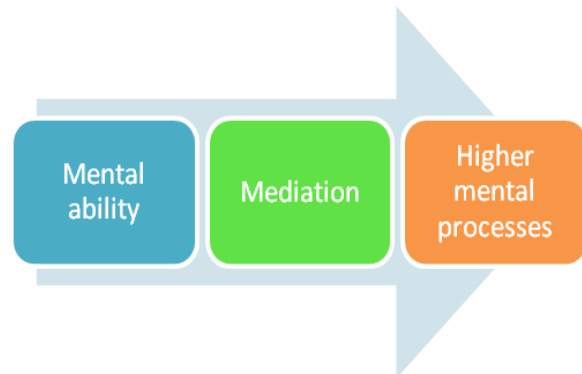 Mental
ability
Mediation
Higher
mental
processes